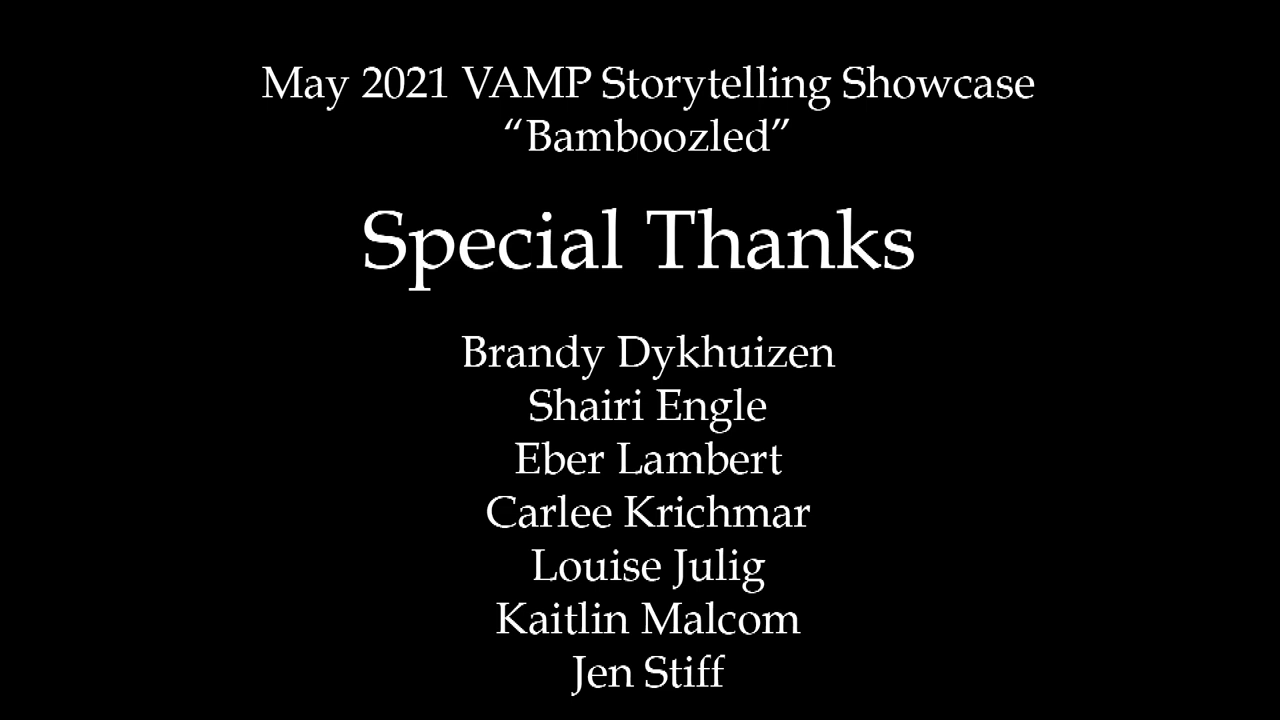 May 2021 VAMP Storytelling Showcase
“Bamboozled”
Special Thanks
Brandy Dykhuizen
Shairi Engle
Eber Lambert
Carlee Krichmar
Louise Julig
Kaitlin Malcom
Jen Stiff